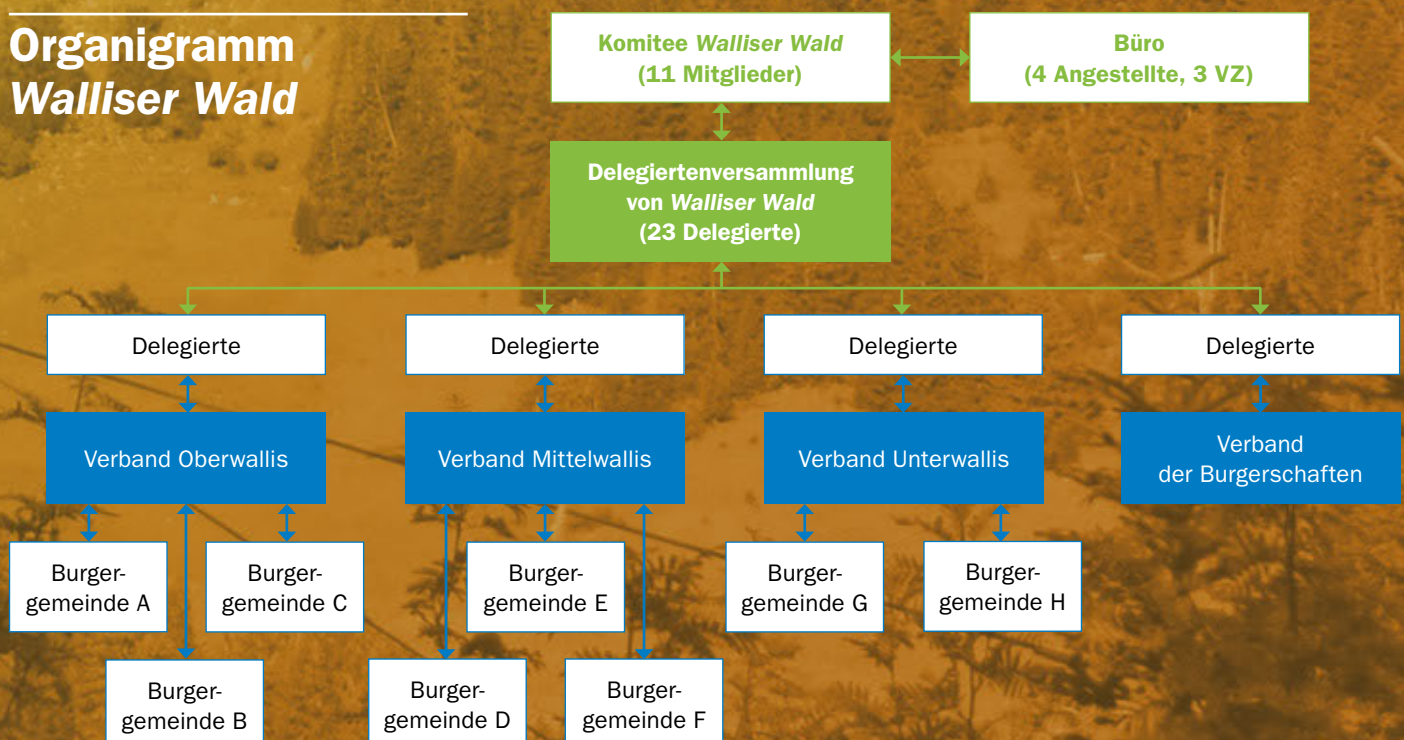 Organigramm
Walliser Wald
Komitee Walliser Wald
(11 Mitglieder)
Büro
(4 Angestellte, 3 VZ)
Delegiertenversammlung
von Walliser Wald
(23 Delegierte)
Delegierte
Delegierte
Delegierte
Delegierte
Verband Oberwallis
Verband Mittelwallis
Verband Unterwallis
Verband
der Burgerschaften
Burger-
gemeinde A
Burger-
gemeinde C
Burger-
gemeinde E
Burger-
gemeinde G
Burger-
gemeinde H
Burger-
gemeinde B
Burger-
gemeinde D
Burger-
gemeinde F